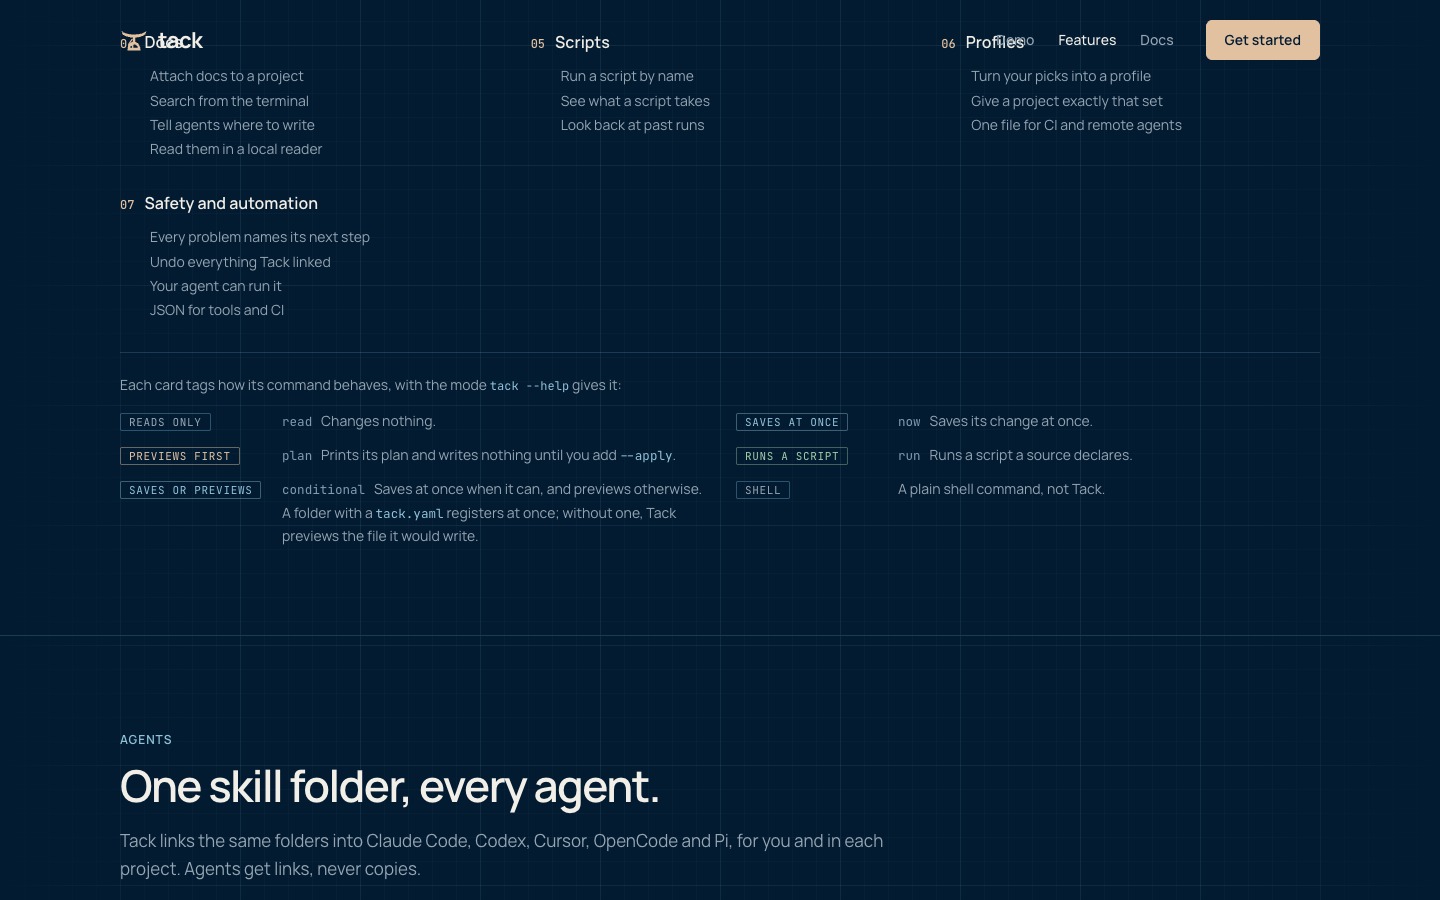 tack
Demo
Features
Docs
Get started
04 Docs
Attach docs to a project
Search from the terminal
Tell agents where to write
Read them in a local reader
05 Scripts
Run a script by name
See what a script takes
Look back at past runs
06 Profiles
Turn your picks into a profile
Give a project exactly that set
One file for CI and remote agents
07 Safety and automation
Every problem names its next step
Undo everything Tack linked
Your agent can run it
JSON for tools and CI
Each card tags how its command behaves, with the mode tack --help gives it:
READS ONLY
read Changes nothing.
SAVES AT ONCE
now Saves its change at once.
PREVIEWS FIRST
plan Prints its plan and writes nothing until you add --apply.
RUNS A SCRIPT
run Runs a script a source declares.
SAVES OR PREVIEWS
conditional Saves at once when it can, and previews otherwise.
A folder with a tack.yaml registers at once; without one, Tack
previews the file it would write.
SHELL
A plain shell command, not Tack.
AGENTS
One skill folder, every agent.
Tack links the same folders into Claude Code, Codex, Cursor, OpenCode and Pi, for you and in each
project. Agents get links, never copies.